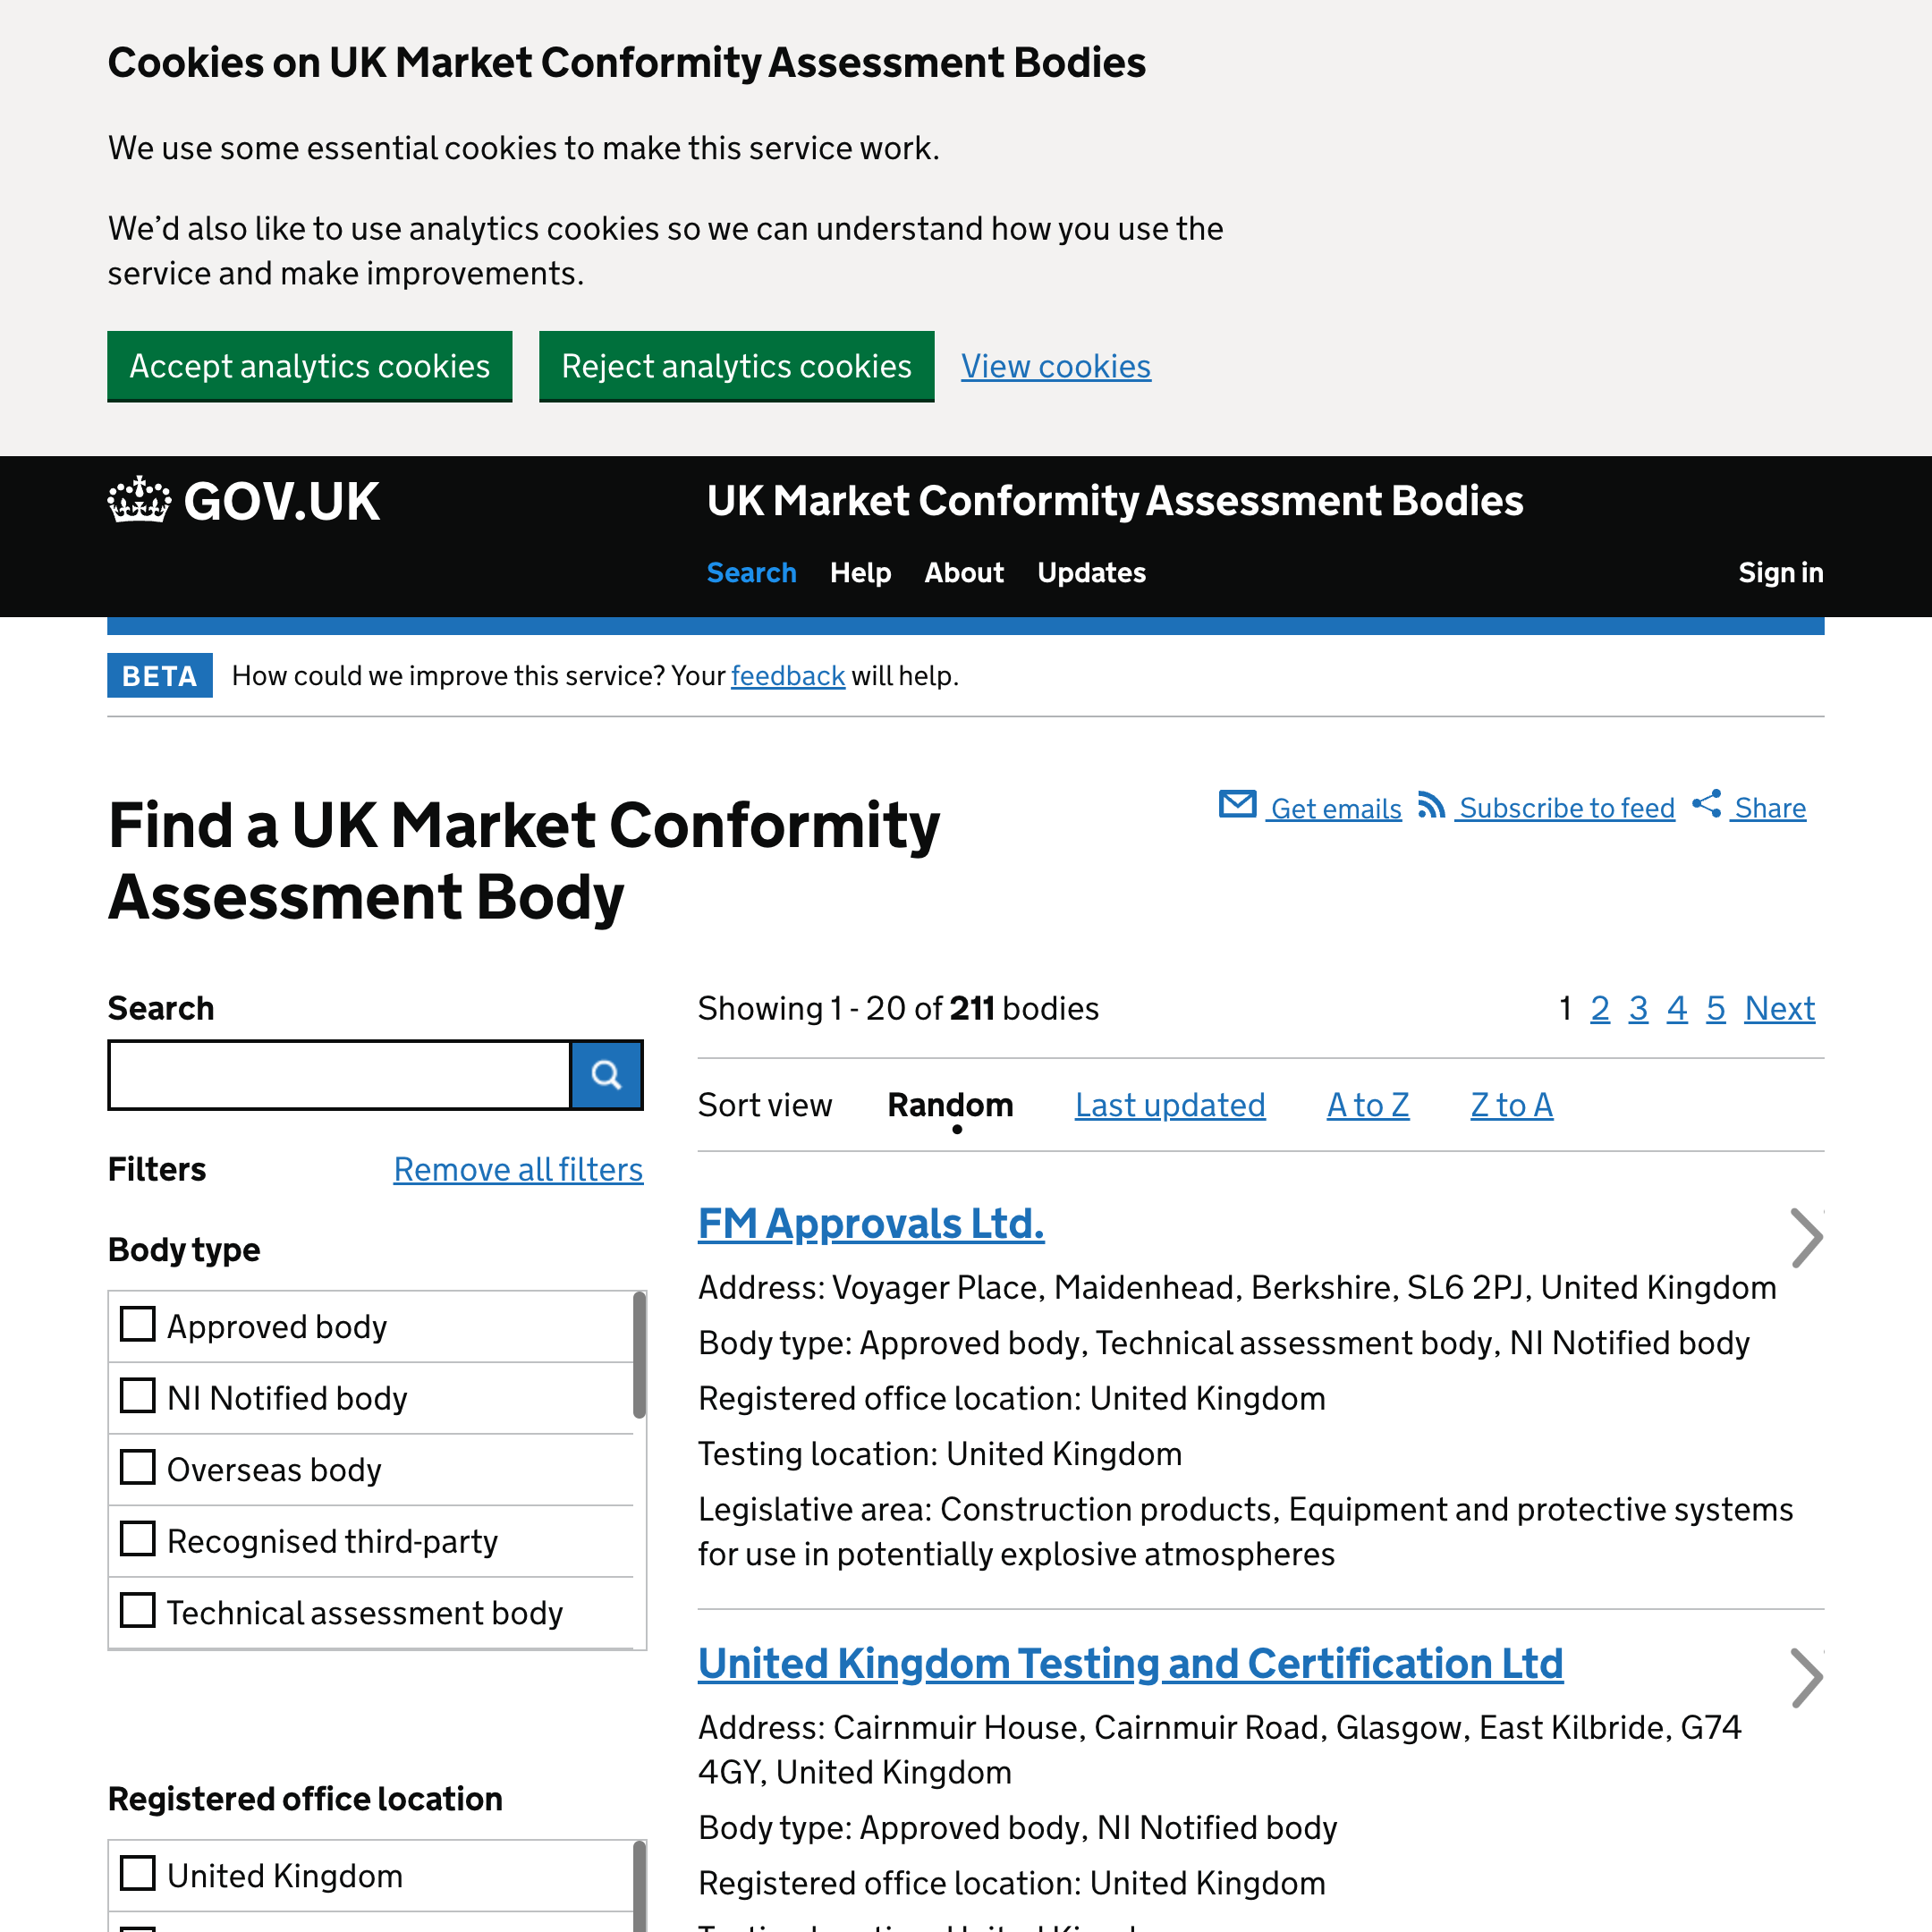 Cookies on UK Market Conformity Assessment Bodies
We use some essential cookies to make this service work.
We’d also like to use analytics cookies so we can understand how you use the
service and make improvements.
Accept analytics cookies
Reject analytics cookies
View cookies
GOV.UK
UK Market Conformity Assessment Bodies
Search
Help
About
Updates
Sign in
BETA
How could we improve this service? Your feedback will help.
Find a UK Market Conformity
Assessment Body
Get emails
Subscribe to feed
Share
Search
Filters
Remove all filters
Body type
Approved body
NI Notified body
Overseas body
Recognised third-party
Technical assessment body
Registered office location
United Kingdom
Showing 1 - 20 of 211 bodies
1 2 3 4 5 Next
Sort view Random Last updated A to Z Z to A
FM Approvals Ltd.
Address: Voyager Place, Maidenhead, Berkshire, SL6 2PJ, United Kingdom
Body type: Approved body, Technical assessment body, NI Notified body
Registered office location: United Kingdom
Testing location: United Kingdom
Legislative area: Construction products, Equipment and protective systems
for use in potentially explosive atmospheres
United Kingdom Testing and Certification Ltd
Address: Cairnmuir House, Cairnmuir Road, Glasgow, East Kilbride, G74
4GY, United Kingdom
Body type: Approved body, NI Notified body
Registered office location: United Kingdom